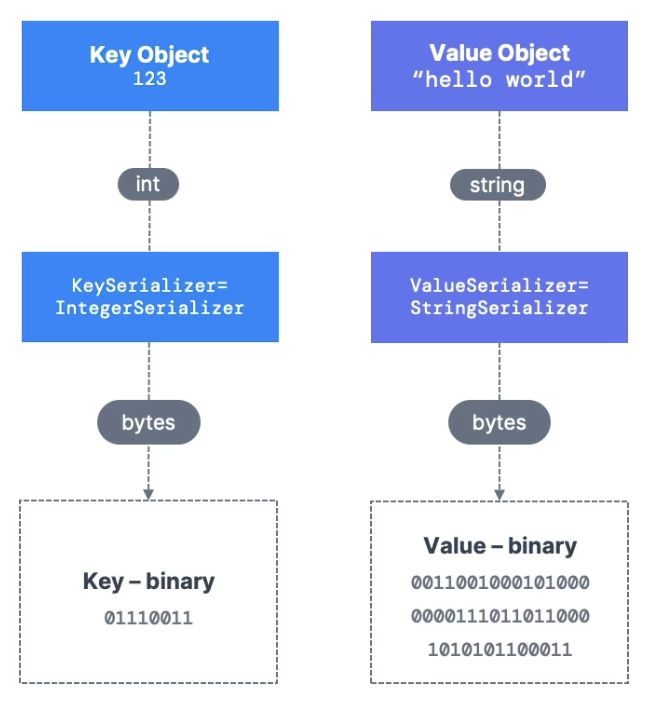 Key Object
123
int
KeySerializer=
IntegerSerializer
bytes
Key – binary
01110011
Value Object
“hello world”
string
ValueSerializer=
StringSerializer
bytes
Value – binary
0011001000101000
0000111011011000
1010101100011